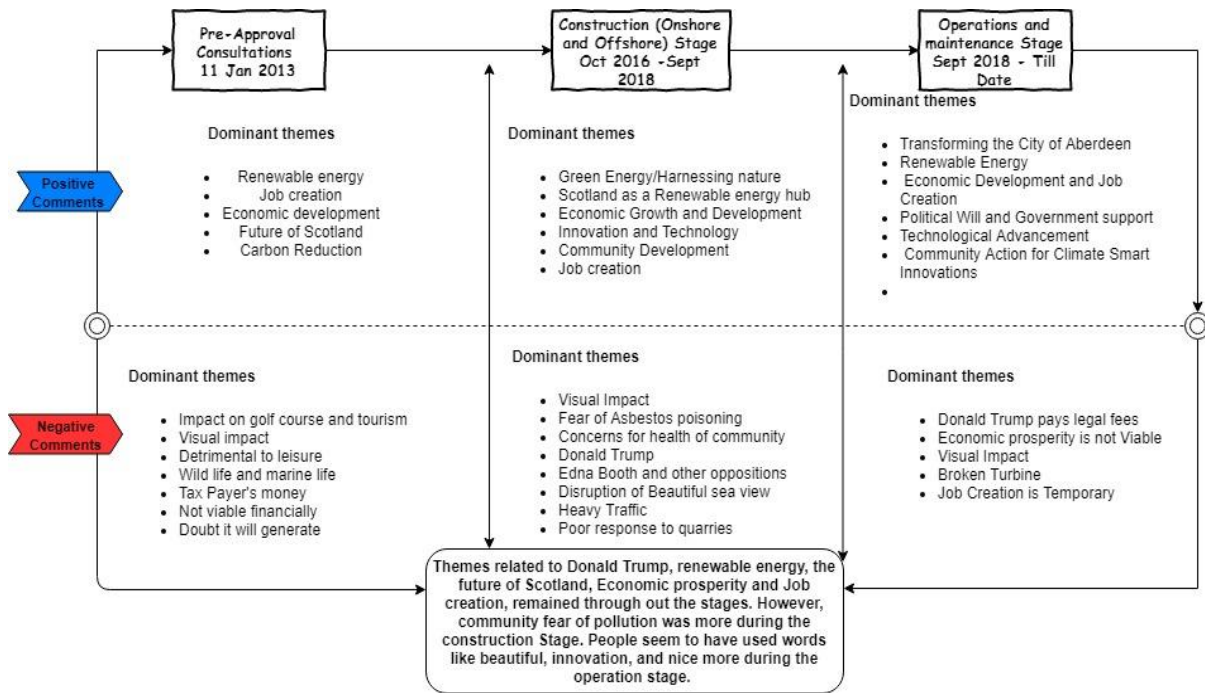 Pre-Approval
Consultations
11 Jan 2013
Construction (Onshore
and Offshore) Stage
Oct 2016 -Sept
2018
Operations and
maintenance Stage
Sept 2018 - Till
Date
Positive
Comments
Dominant themes
Renewable energy
Job creation
Economic development
Future of Scotland
Carbon Reduction
Dominant themes
Green Energy/Harnessing nature
Scotland as a Renewable energy hub
Economic Growth and Development
Innovation and Technology
Community Development
Job creation
Dominant themes
Transforming the City of Aberdeen
Renewable Energy
Economic Development and Job
Creation
Political Will and Government support
Technological Advancement
Community Action for Climate Smart
Innovations
Negative
Comments
Dominant themes
Impact on golf course and tourism
Visual impact
Detrimental to leisure
Wild life and marine life
Tax Payer's money
Not viable financially
Doubt it will generate
Dominant themes
Visual Impact
Fear of Asbestos poisoning
Concerns for health of community
Donald Trump
Edna Booth and other oppositions
Disruption of Beautiful sea view
Heavy Traffic
Poor response to quarries
Dominant themes
Donald Trump pays legal fees
Economic prosperity is not Viable
Visual Impact
Broken Turbine
Job Creation is Temporary
Themes related to Donald Trump, renewable energy, the
future of Scotland, Economic prosperity and Job
creation, remained through out the stages. However,
community fear of pollution was more during the
construction Stage. People seem to have used words
like beautiful, innovation, and nice more during the
operation stage.